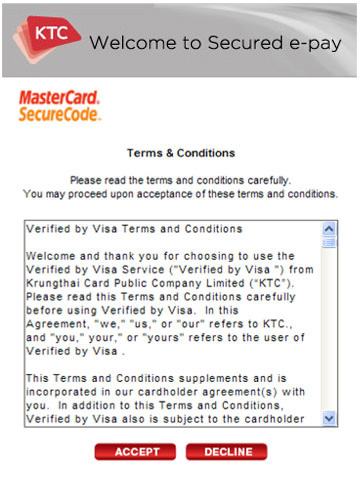 KTC
Welcome to Secured e-pay
MasterCard.
SecureCode.
Terms & Conditions
Please read the terms and conditions carefully.
You may proceed upon acceptance of these terms and conditions.
Verified by Visa Terms and Conditions
Welcome and thank you for choosing to use the
Verified by Visa Service ("Verified by Visa ") from
Krungthai Card Public Company Limited ("KTC").
Please read this Terms and Conditions carefully
before using Verified by Visa. In this
Agreement, "we," "us," or "our" refers to KTC.,
and "you," "your," or "yours" refers to the user of
Verified by Visa .
This Terms and Conditions supplements and is
incorporated in our cardholder agreement(s) with
you. In addition to this Terms and Conditions,
Verified by Visa also is subject to the cardholder
ACCEPT DECLINE